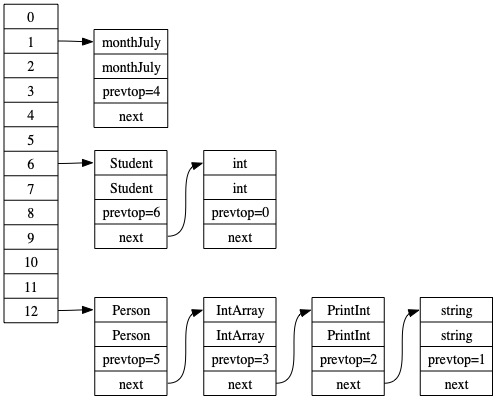 0
1
2
3
4
5
6
7
8
9
10
11
12
monthJuly
monthJuly
prevtop=4
next
Student
Student
prevtop=6
next
int
int
prevtop=0
next
Person
Person
prevtop=5
next
IntArray
IntArray
prevtop=3
next
PrintInt
PrintInt
prevtop=2
next
string
string
prevtop=1
next